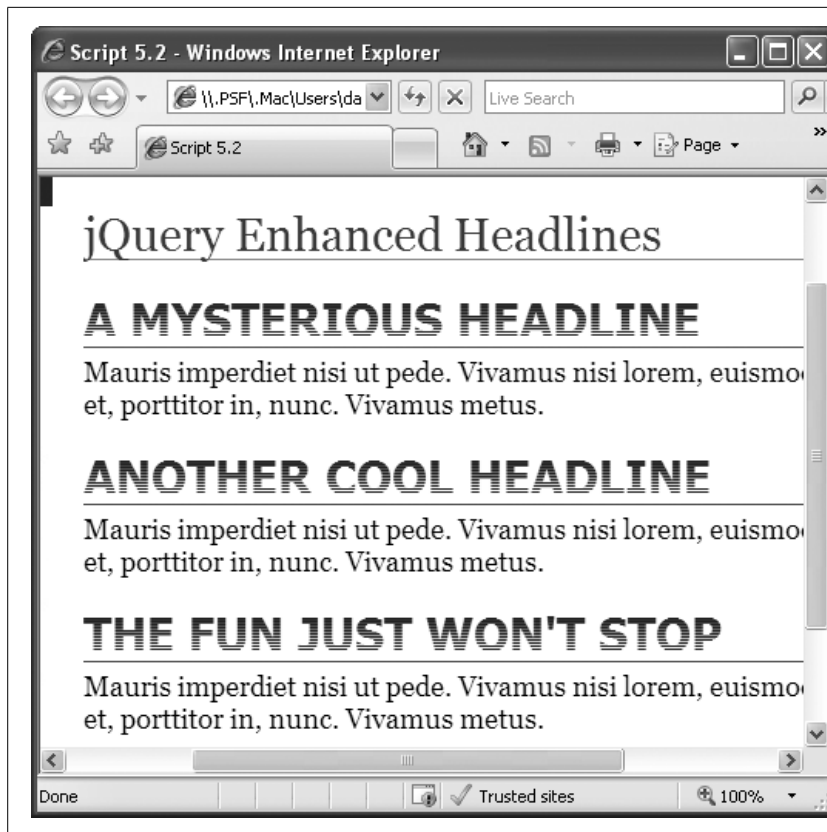 Script 5.2 - Windows Internet Explorer
\\.PSF\.Mac\Users\da
Live Search
Script 5.2
Page
jQuery Enhanced Headlines
A MYSTERIOUS HEADLINE
Mauris imperdiet nisi ut pede. Vivamus nisi lorem, euismo
et, porttitor in, nunc. Vivamus metus.
ANOTHER COOL HEADLINE
Mauris imperdiet nisi ut pede. Vivamus nisi lorem, euismo
et, porttitor in, nunc. Vivamus metus.
THE FUN JUST WON'T STOP
Mauris imperdiet nisi ut pede. Vivamus nisi lorem, euismo
et, porttitor in, nunc. Vivamus metus.
Done
Trusted sites
100%